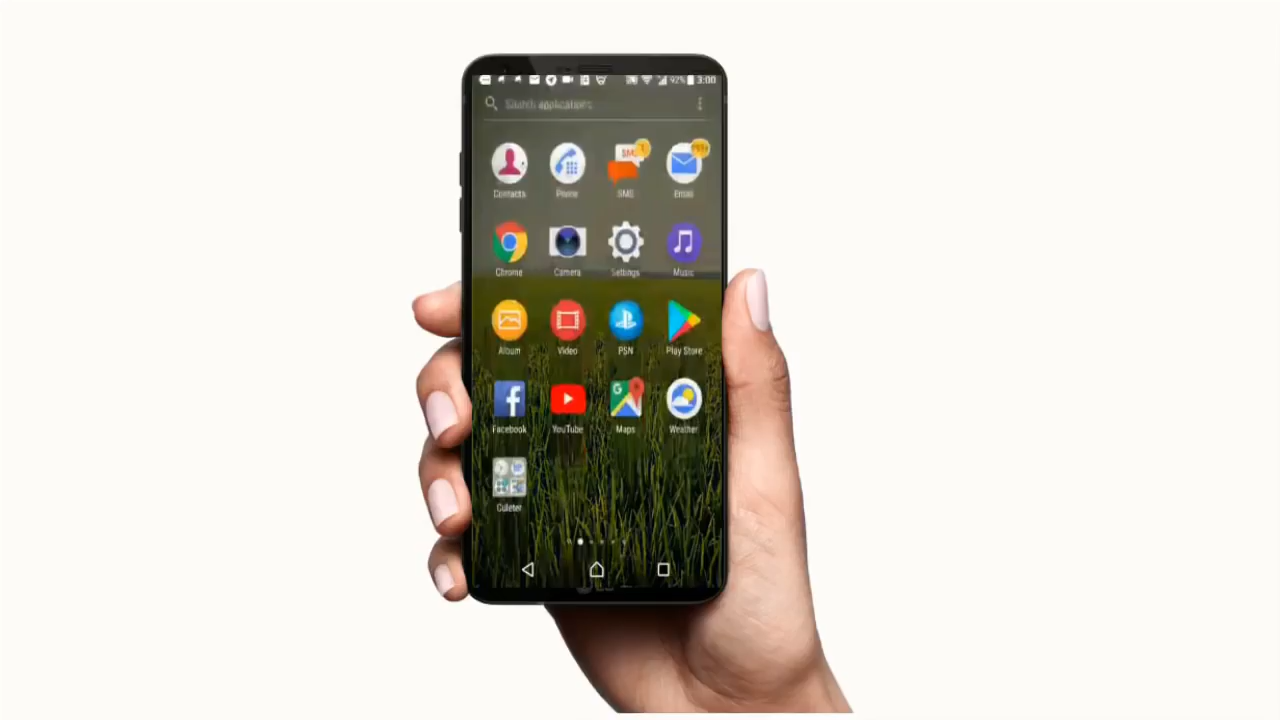 92% 3:00
Search applications
Contacts Phone SMS Email
Chrome Camera Settings Music
Album Video PSN Play Store
Facebook YouTube Maps Weather